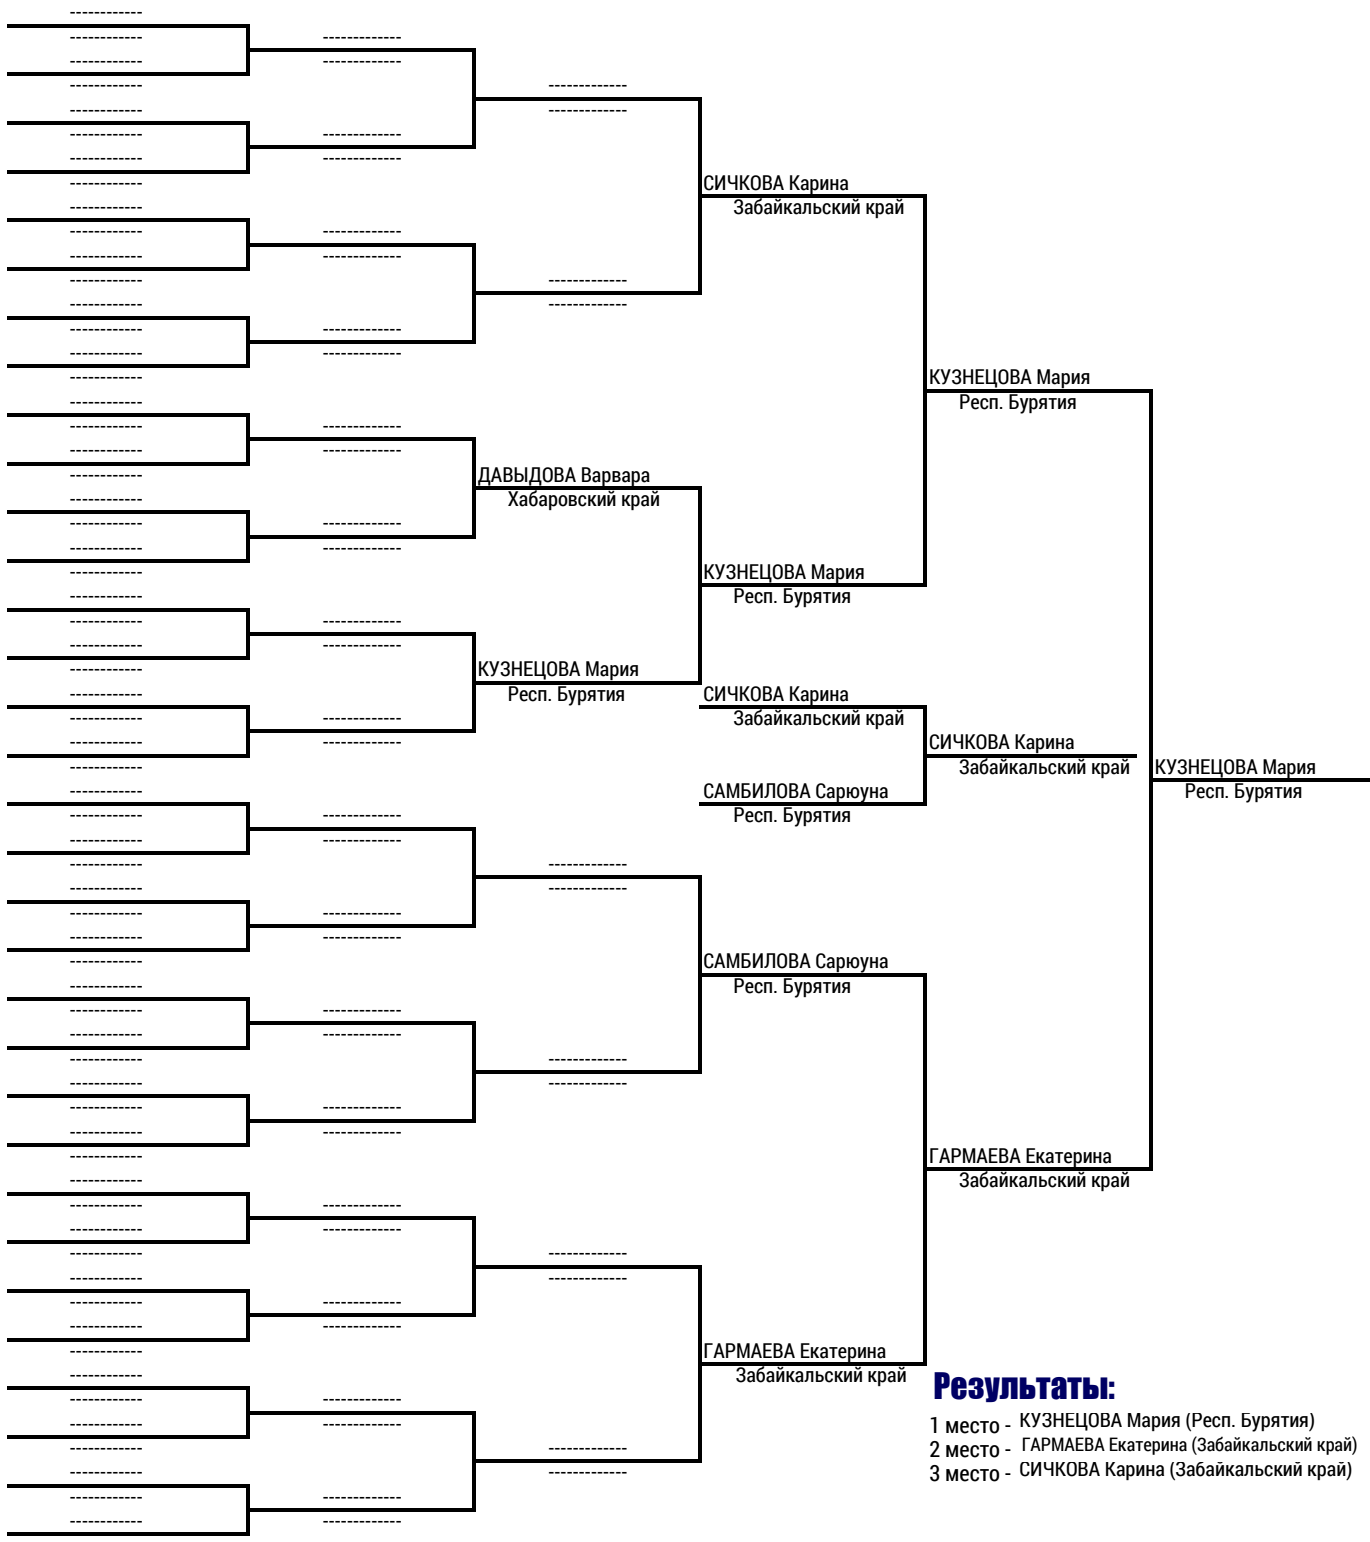 СИЧКОВА Карина
Забайкальский край
КУЗНЕЦОВА Мария
Респ. Бурятия
ДАВЫДОВА Варвара
Хабаровский край
КУЗНЕЦОВА Мария
Респ. Бурятия
КУЗНЕЦОВА Мария
Респ. Бурятия
СИЧКОВА Карина
Забайкальский край
СИЧКОВА Карина
Забайкальский край
КУЗНЕЦОВА Мария
Респ. Бурятия
САМБИЛОВА Сарюуна
Респ. Бурятия
САМБИЛОВА Сарюуна
Респ. Бурятия
ГАРМАЕВА Екатерина
Забайкальский край
ГАРМАЕВА Екатерина
Забайкальский край
Результаты:
1 место - КУЗНЕЦОВА Мария (Респ. Бурятия)
2 место - ГАРМАЕВА Екатерина (Забайкальский край)
3 место - СИЧКОВА Карина (Забайкальский край)